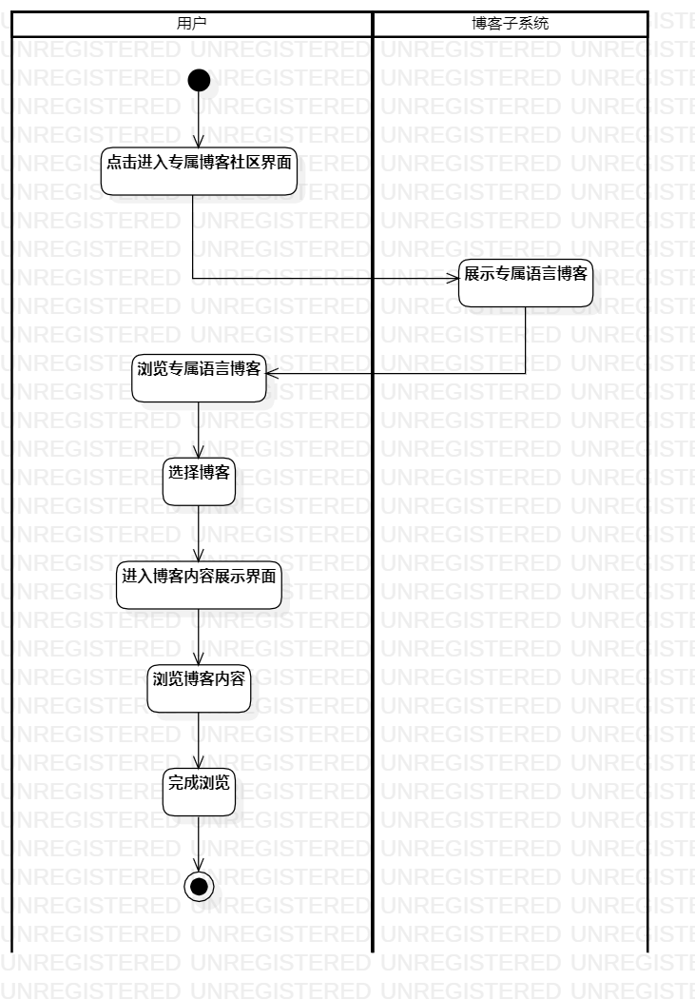 用户
博客子系统
点击进入专属博客社区界面
展示专属语言博客
浏览专属语言博客
选择博客
进入博客内容展示界面
浏览博客内容
完成浏览
UNREGISTERED